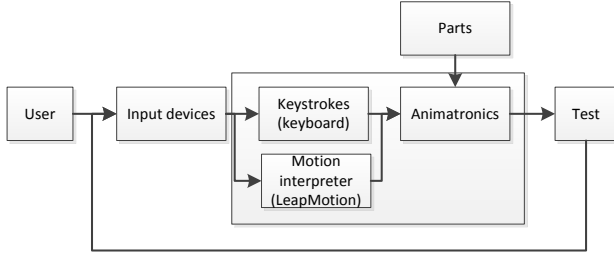 Parts
User
Input devices
Keystrokes
(keyboard)
Animatronics
Test
Motion
interpreter
(LeapMotion)